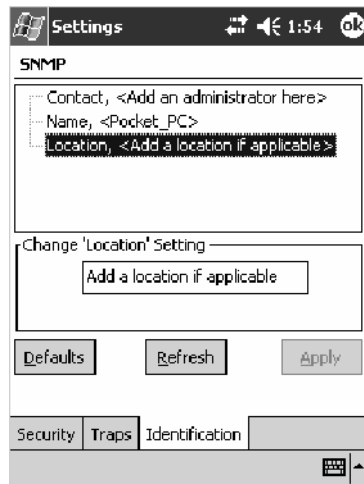 Settings 1:54 ok
SNMP
Contact, <Add an administrator here>
Name, <Pocket_PC>
Location, <Add a location if applicable>
Change 'Location' Setting
Add a location if applicable
Defaults Refresh Apply
Security Traps Identification